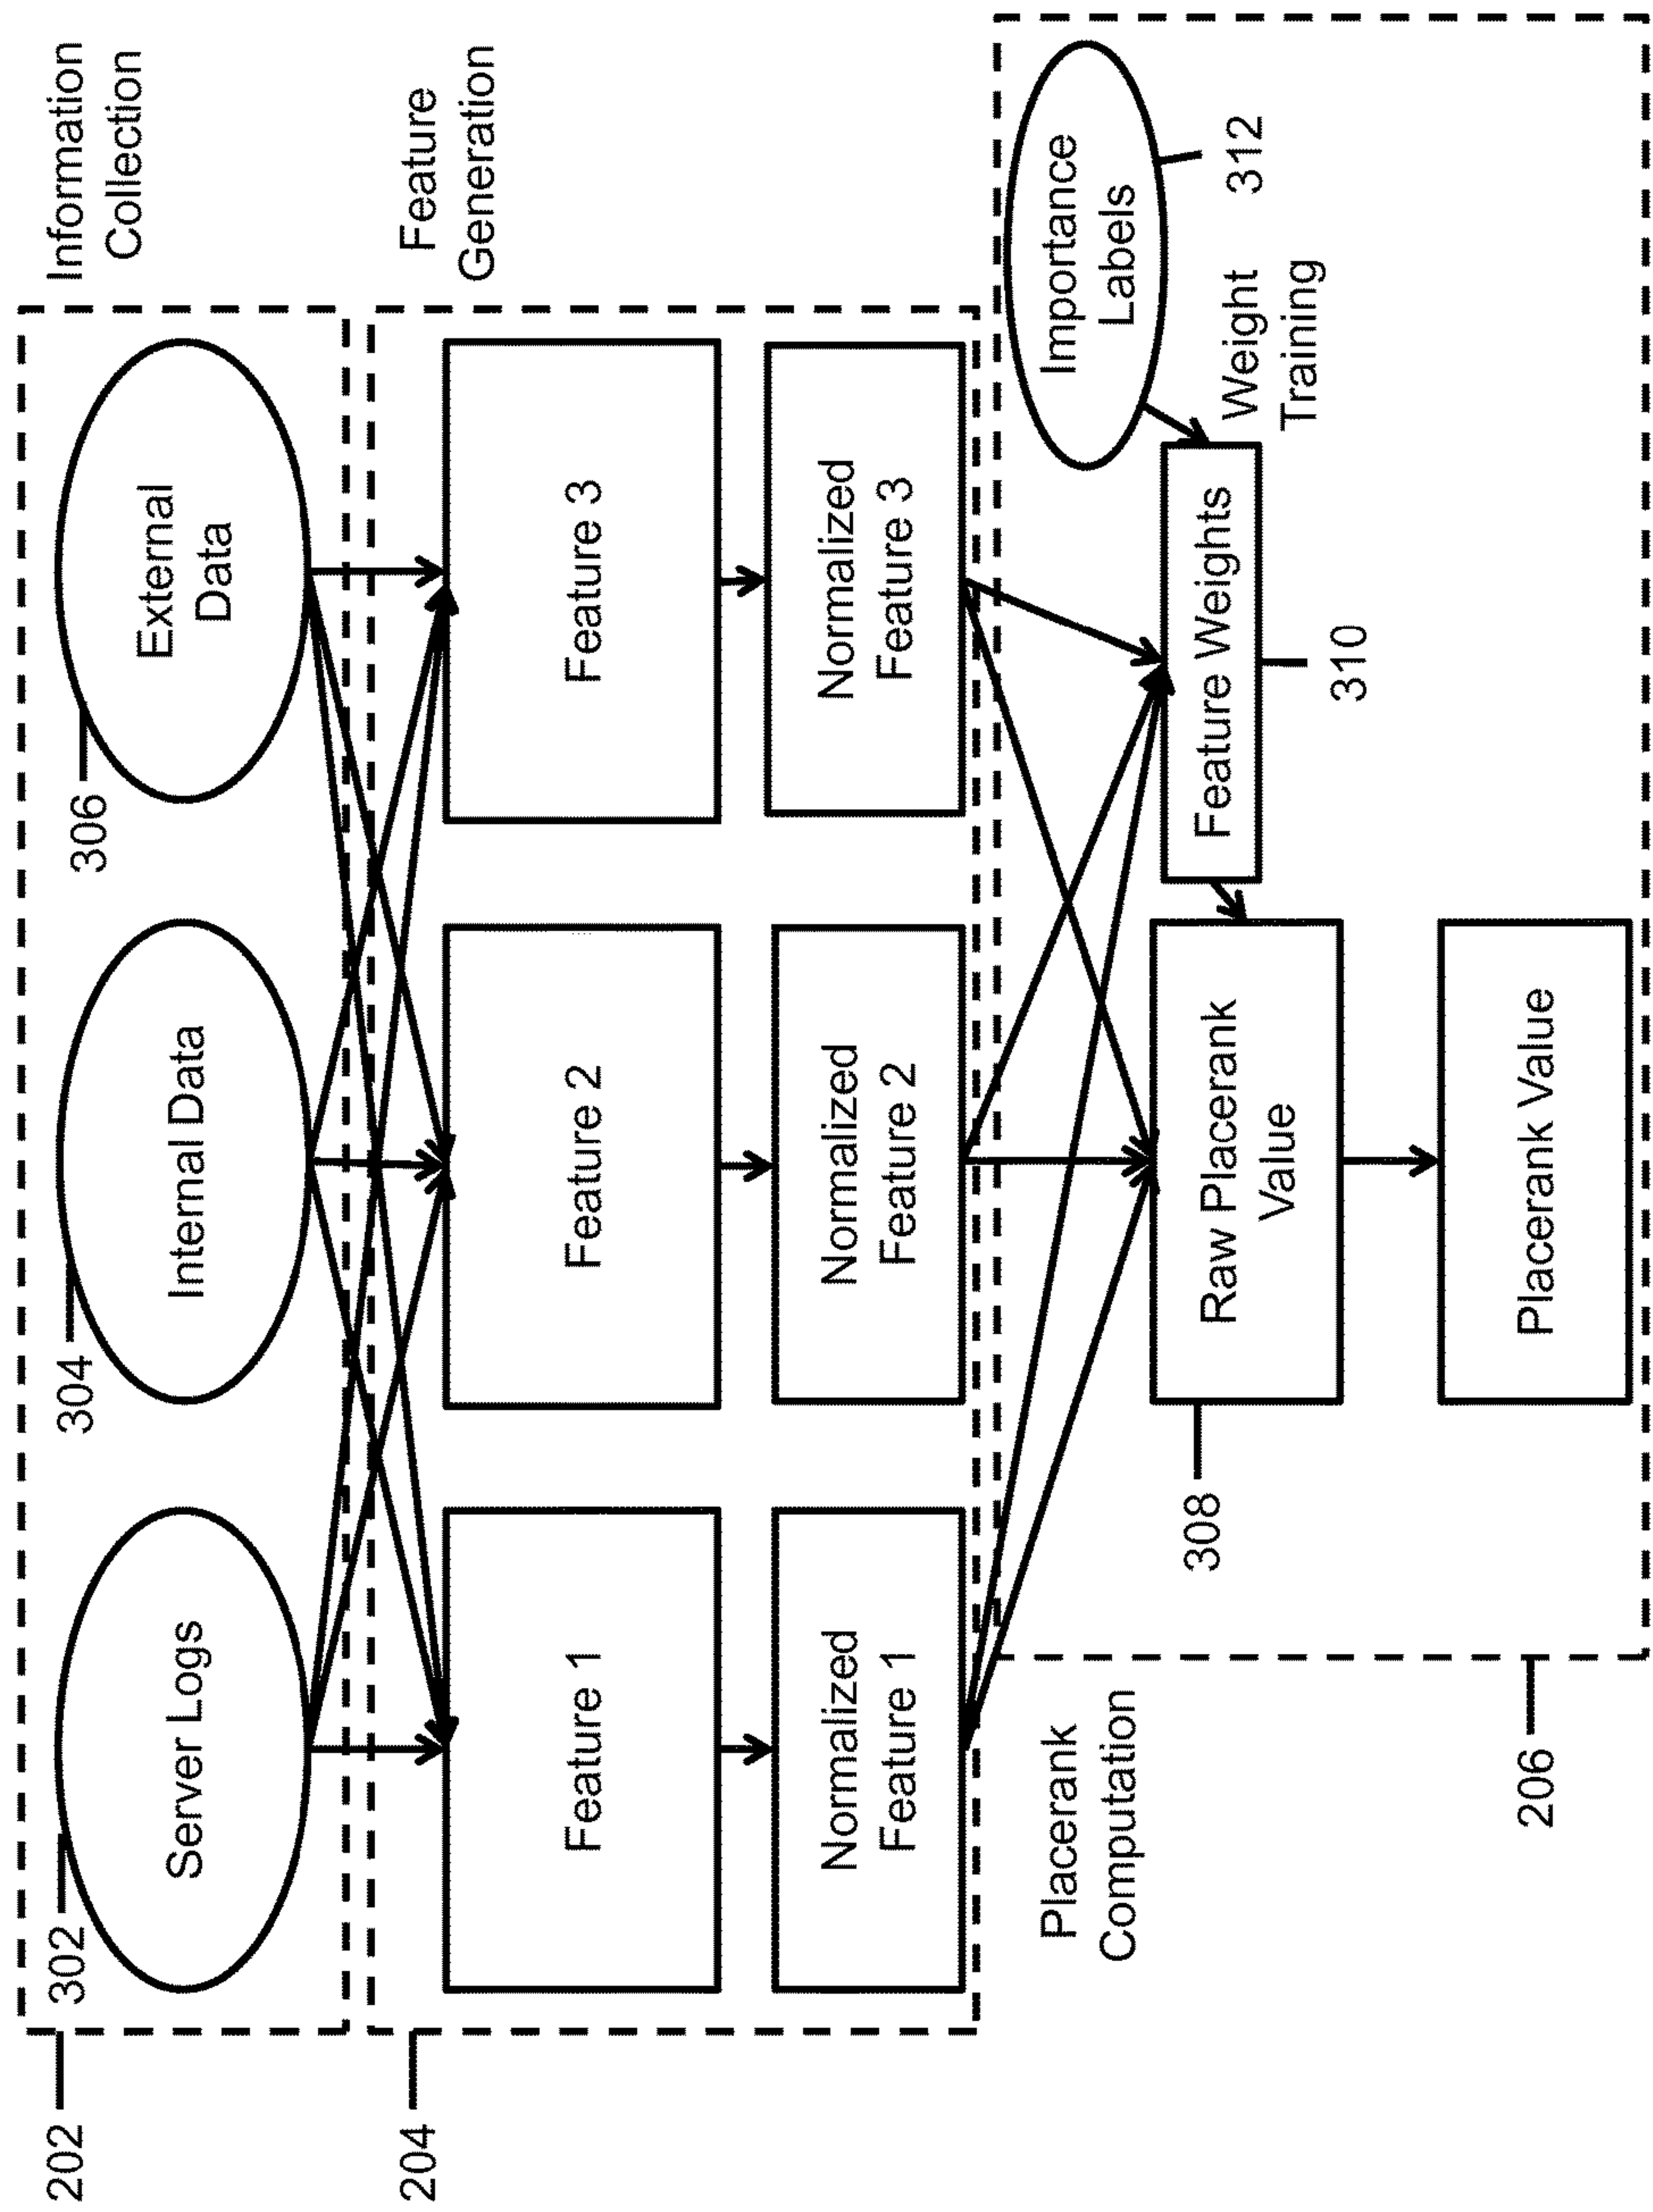 202
302
Server Logs
304
Internal Data
306
External
Data
Information
Collection
204
Feature 1
Feature 2
Feature 3
Feature
Generation
Normalized
Feature 1
Normalized
Feature 2
Normalized
Feature 3
Placerank
Computation
206
308
Raw Placerank
Value
Feature Weights
310
Importance
Labels
312
Weight
Training
Placerank Value